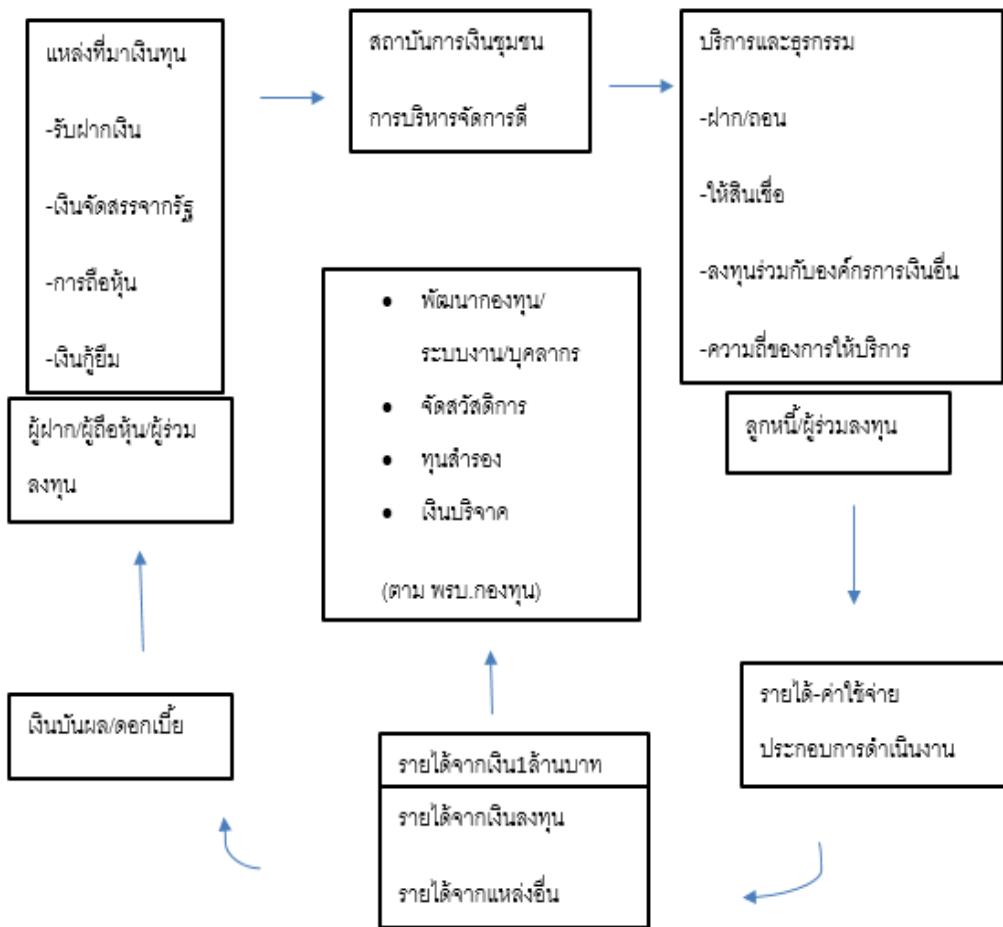 แหล่งที่มาเงินทุน
-รับฝากเงิน
-เงินจัดสรรจากรัฐ
-การถือหุ้น
-เงินกู้ยืม
ผู้ฝาก/ผู้ถือหุ้น/ผู้ร่วม
ลงทุน
สถาบันการเงินชุมชน
การบริหารจัดการดี
บริการและธุรกรรม
-ฝาก/ถอน
-ให้สินเชื่อ
-ลงทุนร่วมกับองค์กรการเงินอื่น
-ความถี่ของการให้บริการ
ลูกหนี้/ผู้ร่วมลงทุน
● พัฒนากองทุน/
ระบบงาน/บุคลากร
● จัดสวัสดิการ
● ทุนสำรอง
● เงินบริจาค
(ตาม พรบ.กองทุน)
รายได้-ค่าใช้จ่าย
ประกอบการดำเนินงาน
รายได้จากเงิน1ล้านบาท
รายได้จากเงินลงทุน
รายได้จากแหล่งอื่น
เงินบันผล/ดอกเบี้ย